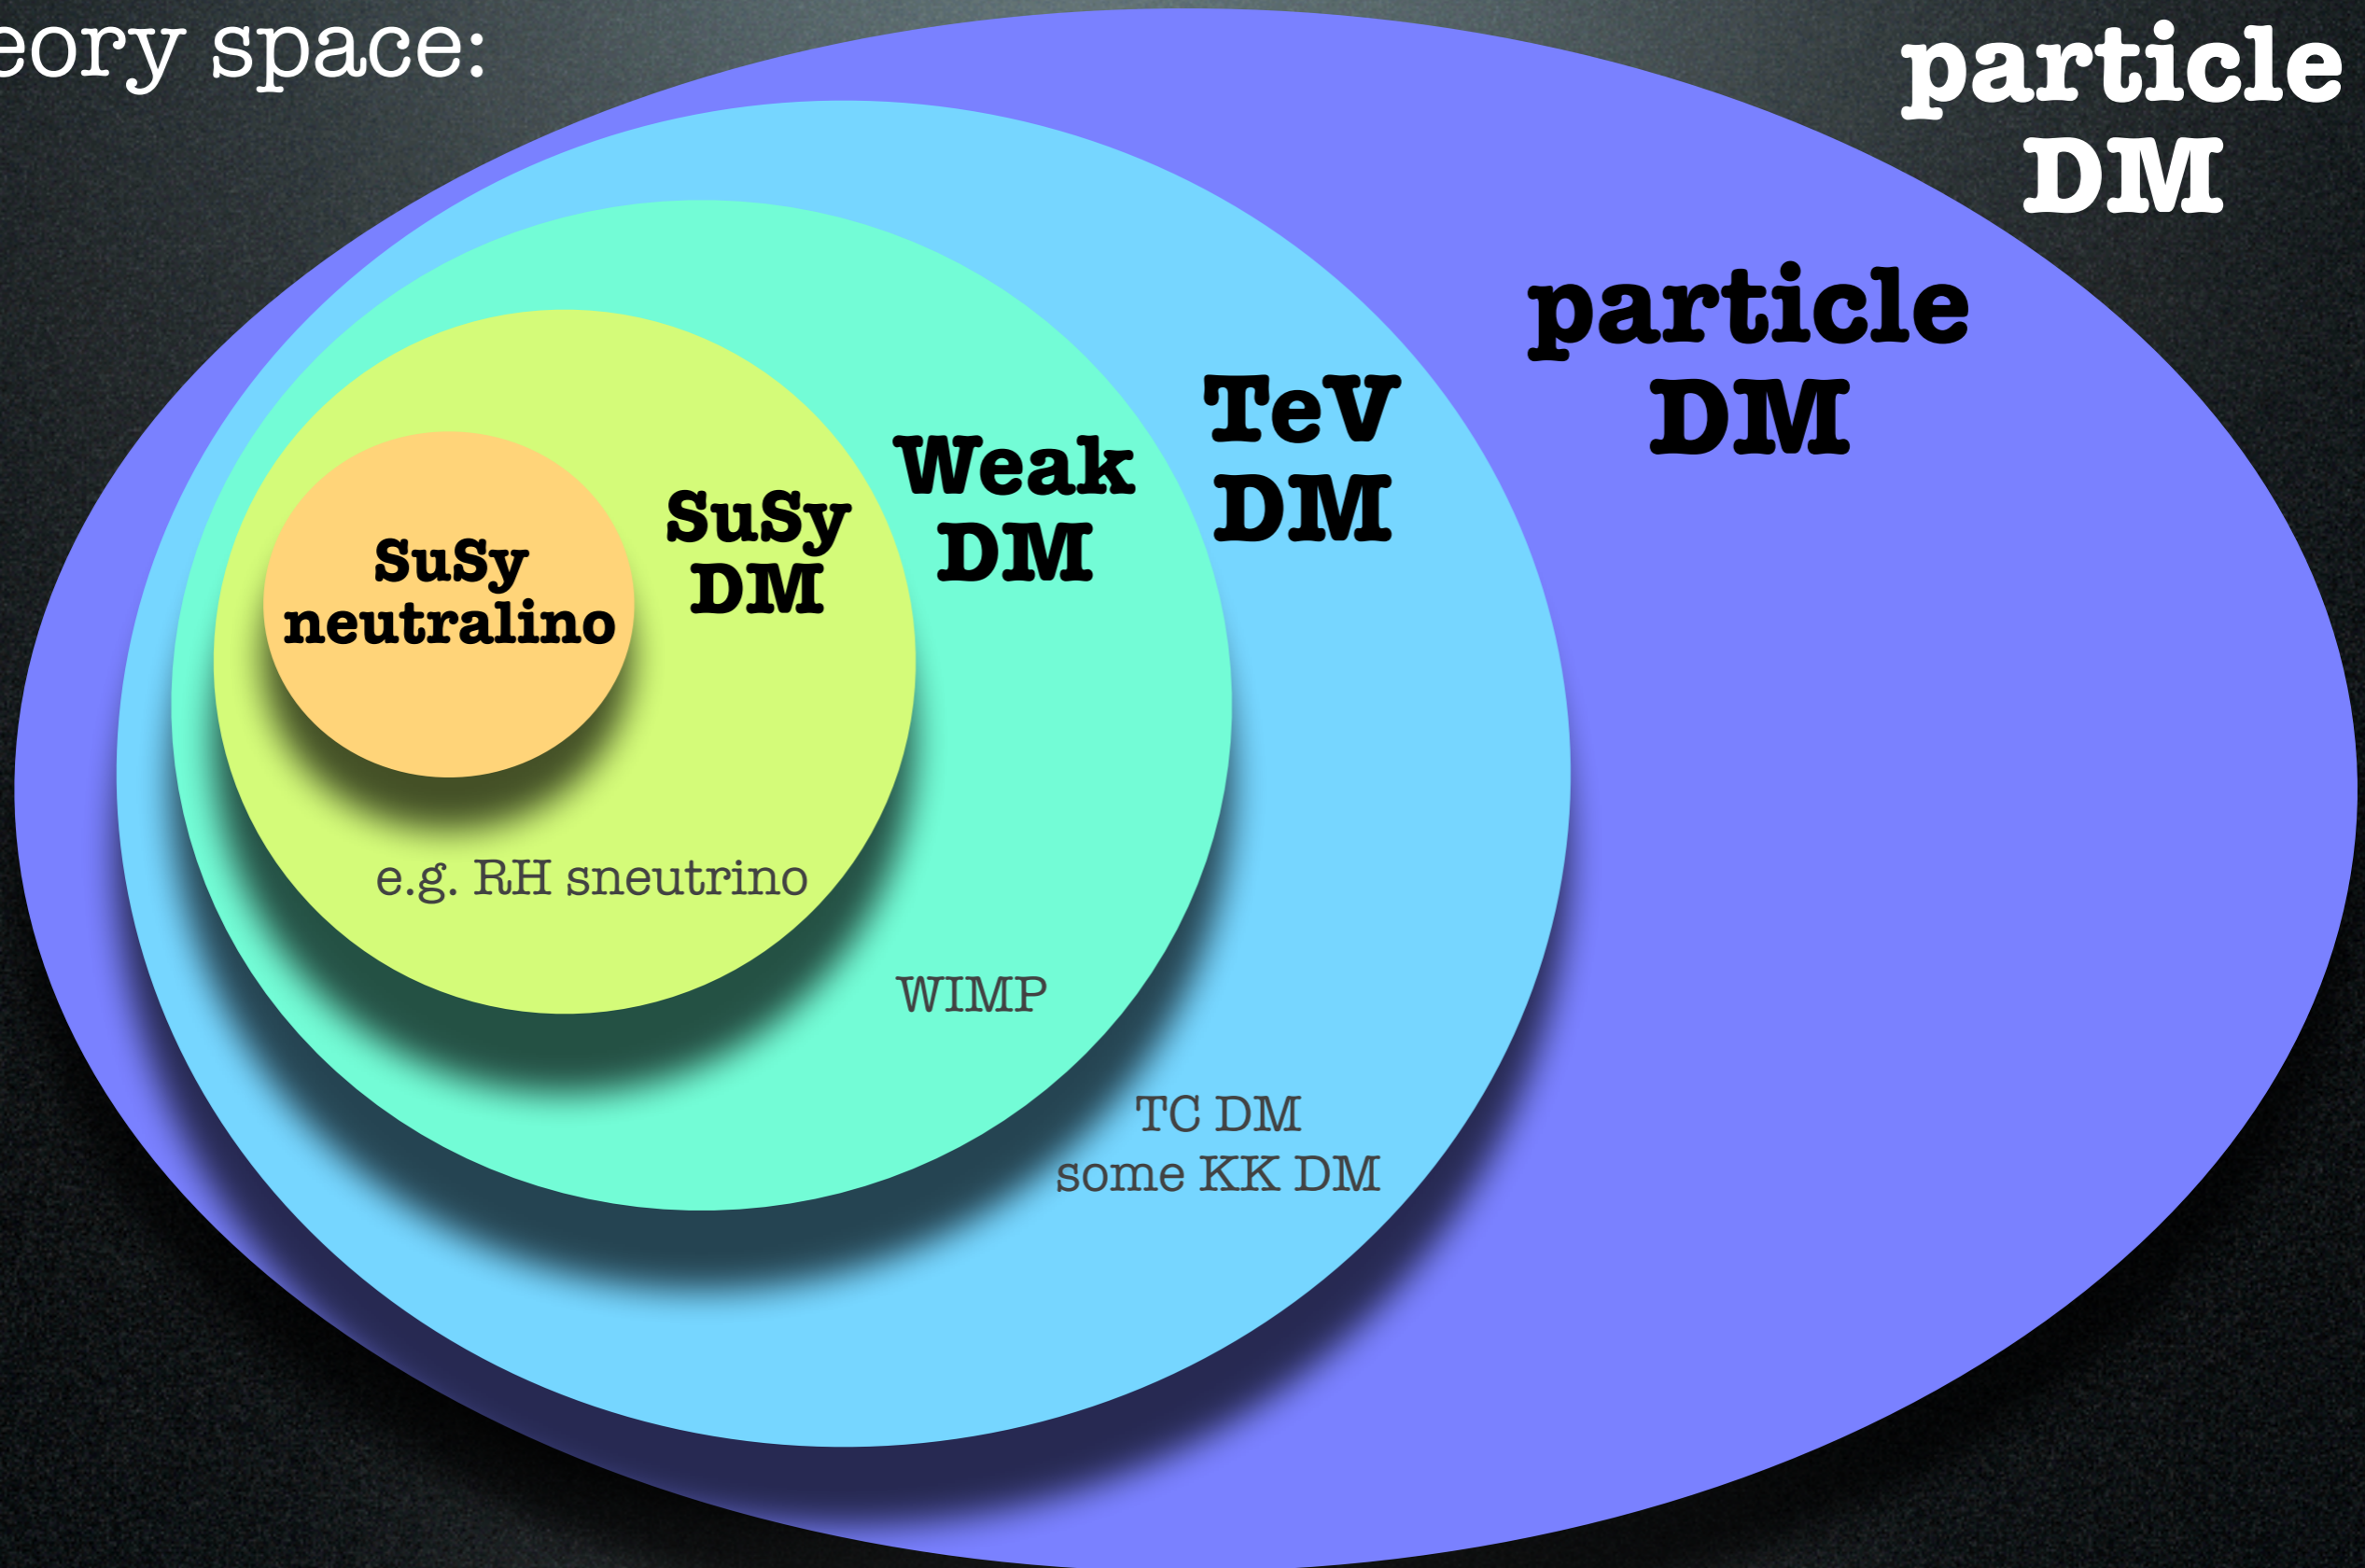 eory space:
particle
DM
particle
DM
TeV
DM
Weak
DM
SuSy
DM
SuSy
neutralino
e.g. RH sneutrino
WIMP
TC DM
some KK DM